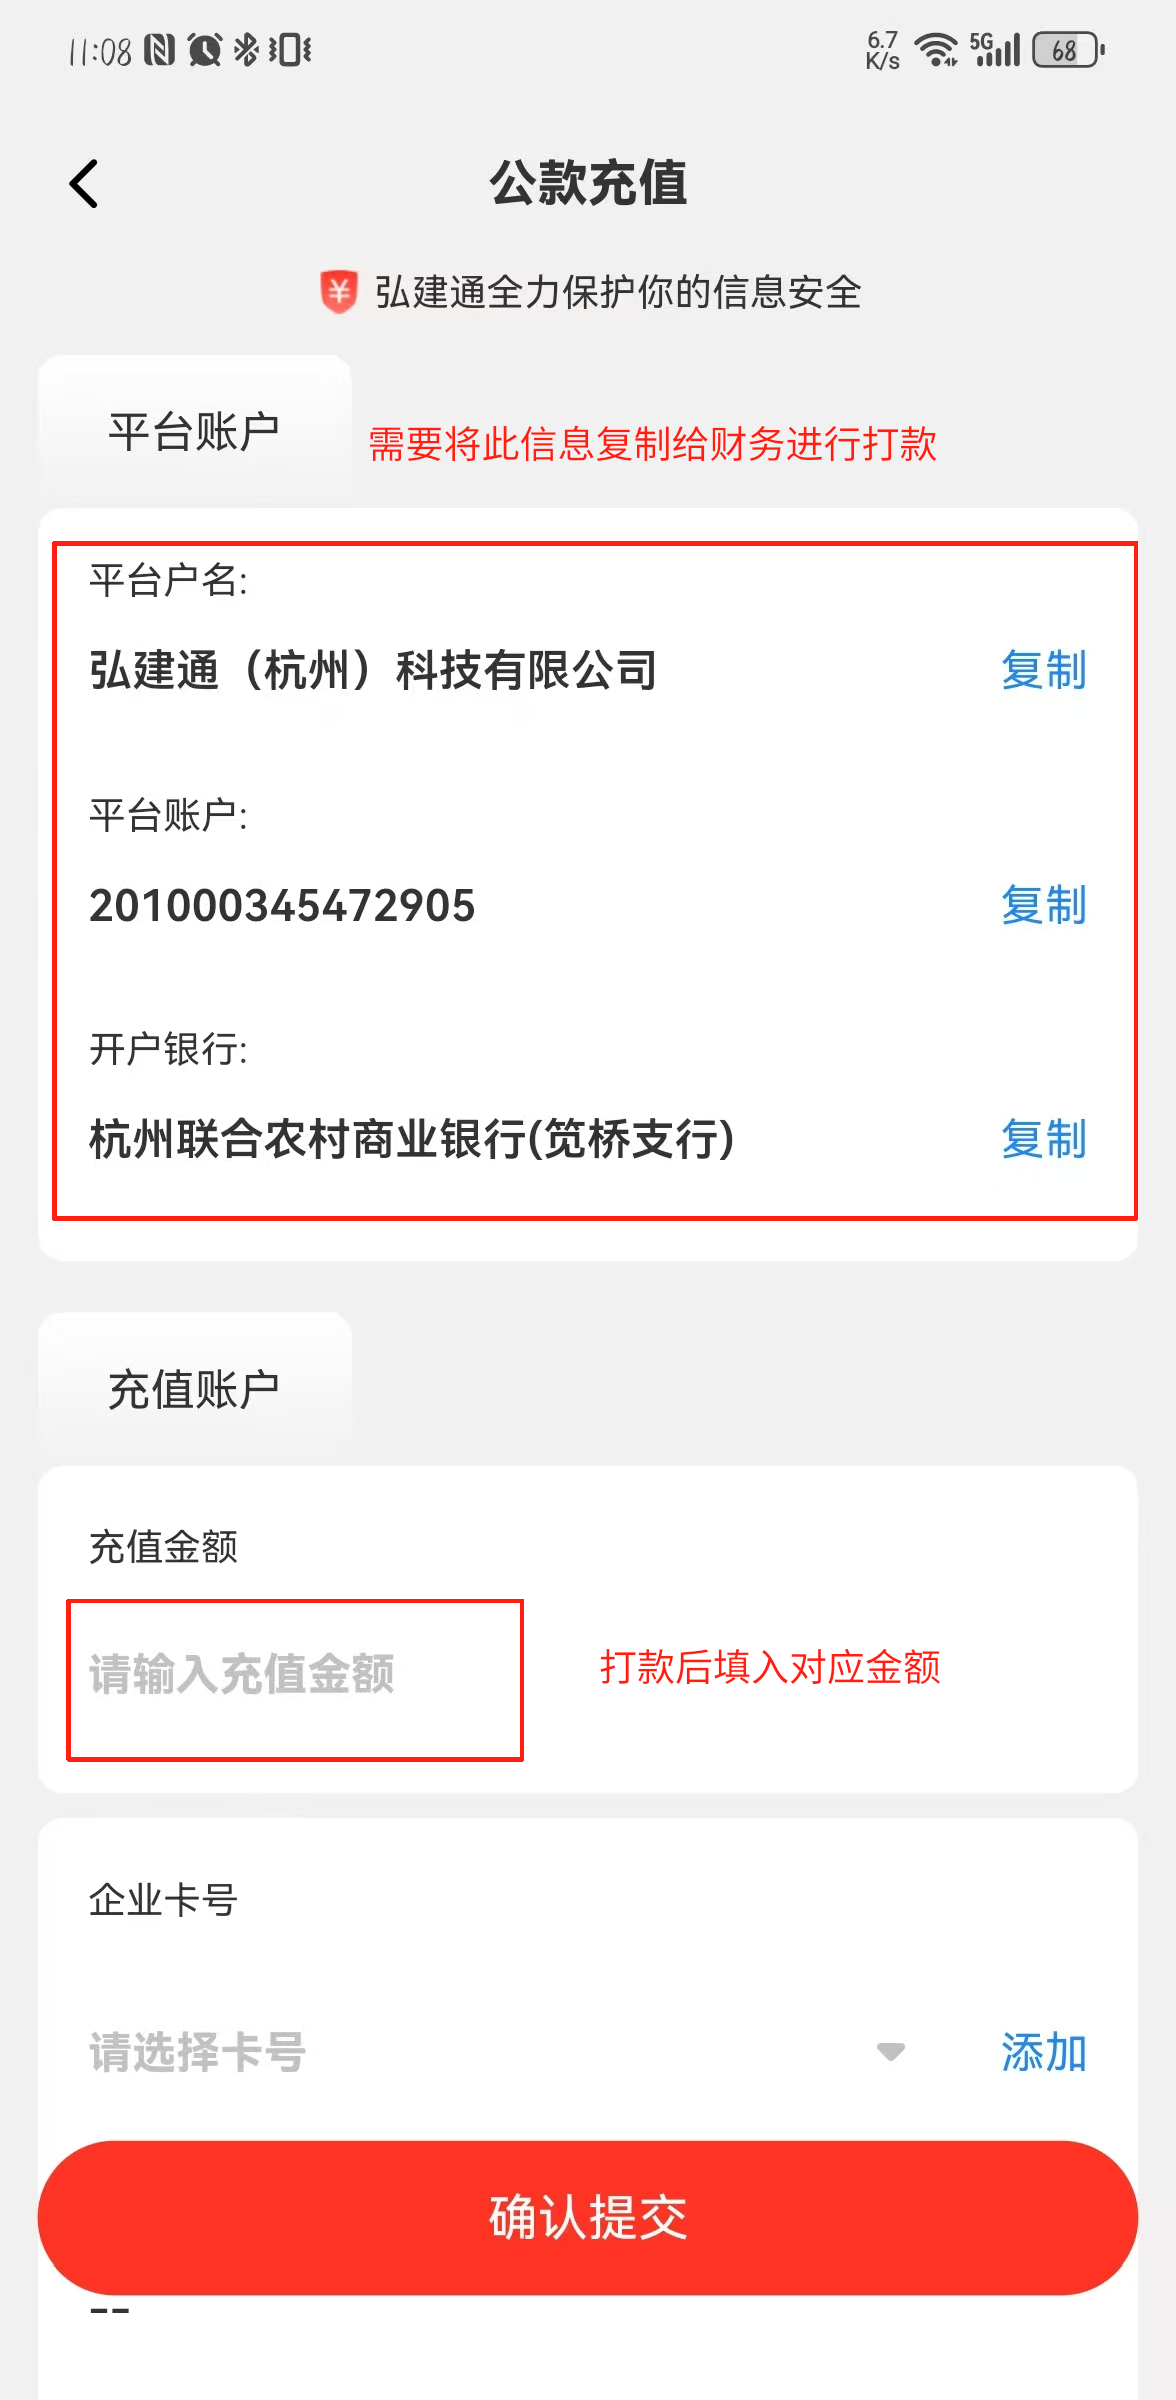 11:08
6.7 K/s 5G 68
公款充值
弘建通全力保护你的信息安全
平台账户
需要将此信息复制给财务进行打款
平台户名:
弘建通（杭州）科技有限公司 复制
平台账户:
201000345472905 复制
开户银行:
杭州联合农村商业银行(笕桥支行) 复制
充值账户
充值金额
请输入充值金额 打款后填入对应金额
企业卡号
请选择卡号 添加
确认提交
--